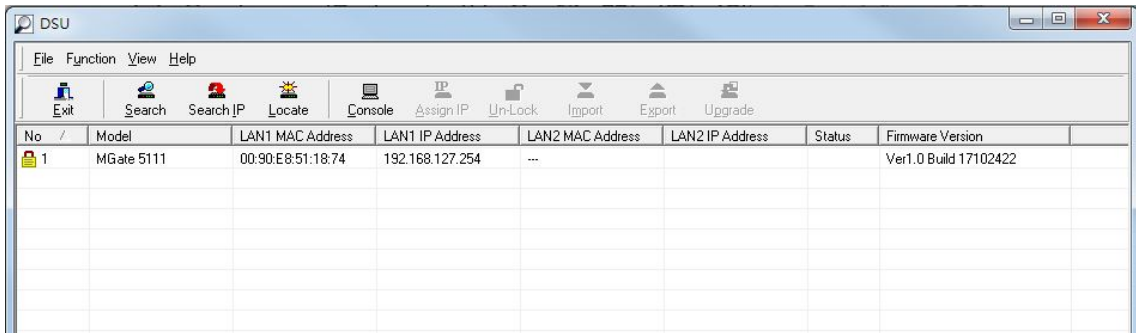 DSU
File Function View Help
Exit Search Search IP Locate Console Assign IP Un-Lock Import Export Upgrade
No / Model LAN1 MAC Address LAN1 IP Address LAN2 MAC Address LAN2 IP Address Status Firmware Version
1 MGate 5111 00:90:E8:51:18:74 192.168.127.254 --- Ver1.0 Build 17102422